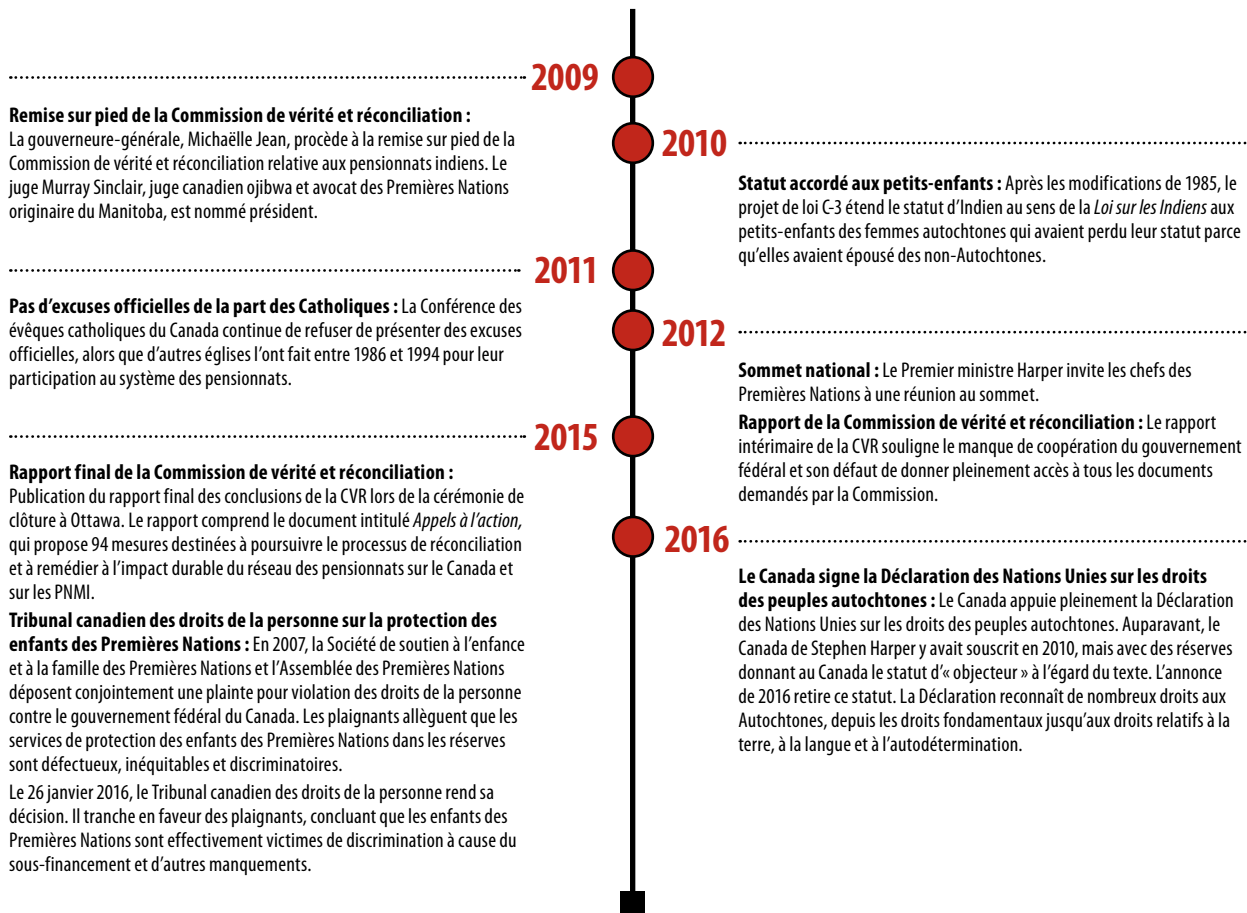 2009
Remise sur pied de la Commission de vérité et réconciliation :
La gouverneure-générale, Michaëlle Jean, procède à la remise sur pied de la
Commission de vérité et réconciliation relative aux pensionnats indiens. Le
juge Murray Sinclair, juge canadien ojibwa et avocat des Premières Nations
originaire du Manitoba, est nommé président.
2010
Statut accordé aux petits-enfants : Après les modifications de 1985, le
projet de loi C-3 étend le statut d'Indien au sens de la Loi sur les Indiens aux
petits-enfants des femmes autochtones qui avaient perdu leur statut parce
qu'elles avaient épousé des non-Autochtones.
2011
Pas d'excuses officielles de la part des Catholiques : La Conférence des
évêques catholiques du Canada continue de refuser de présenter des excuses
officielles, alors que d'autres églises l'ont fait entre 1986 et 1994 pour leur
participation au système des pensionnats.
2012
Sommet national : Le Premier ministre Harper invite les chefs des
Premières Nations à une réunion au sommet.
Rapport de la Commission de vérité et réconciliation : Le rapport
intérimaire de la CVR souligne le manque de coopération du gouvernement
fédéral et son défaut de donner pleinement accès à tous les documents
demandés par la Commission.
2015
Rapport final de la Commission de vérité et réconciliation :
Publication du rapport final des conclusions de la CVR lors de la cérémonie de
clôture à Ottawa. Le rapport comprend le document intitulé Appels à l'action,
qui propose 94 mesures destinées à poursuivre le processus de réconciliation
et à remédier à l'impact durable du réseau des pensionnats sur le Canada et
sur les PNMI.
Tribunal canadien des droits de la personne sur la protection des
enfants des Premières Nations : En 2007, la Société de soutien à l'enfance
et à la famille des Premières Nations et l'Assemblée des Premières Nations
déposent conjointement une plainte pour violation des droits de la personne
contre le gouvernement fédéral du Canada. Les plaignants allèguent que les
services de protection des enfants des Premières Nations dans les réserves
sont défectueux, inéquitables et discriminatoires.
Le 26 janvier 2016, le Tribunal canadien des droits de la personne rend sa
décision. Il tranche en faveur des plaignants, concluant que les enfants des
Premières Nations sont effectivement victimes de discrimination à cause du
sous-financement et d'autres manquements.
2016
Le Canada signe la Déclaration des Nations Unies sur les droits
des peuples autochtones : Le Canada appuie pleinement la Déclaration
des Nations Unies sur les droits des peuples autochtones. Auparavant, le
Canada de Stephen Harper y avait souscrit en 2010, mais avec des réserves
donnant au Canada le statut d'« objecteur » à l'égard du texte. L'annonce
de 2016 retire ce statut. La Déclaration reconnaît de nombreux droits aux
Autochtones, depuis les droits fondamentaux jusqu'aux droits relatifs à la
terre, à la langue et à l'autodétermination.